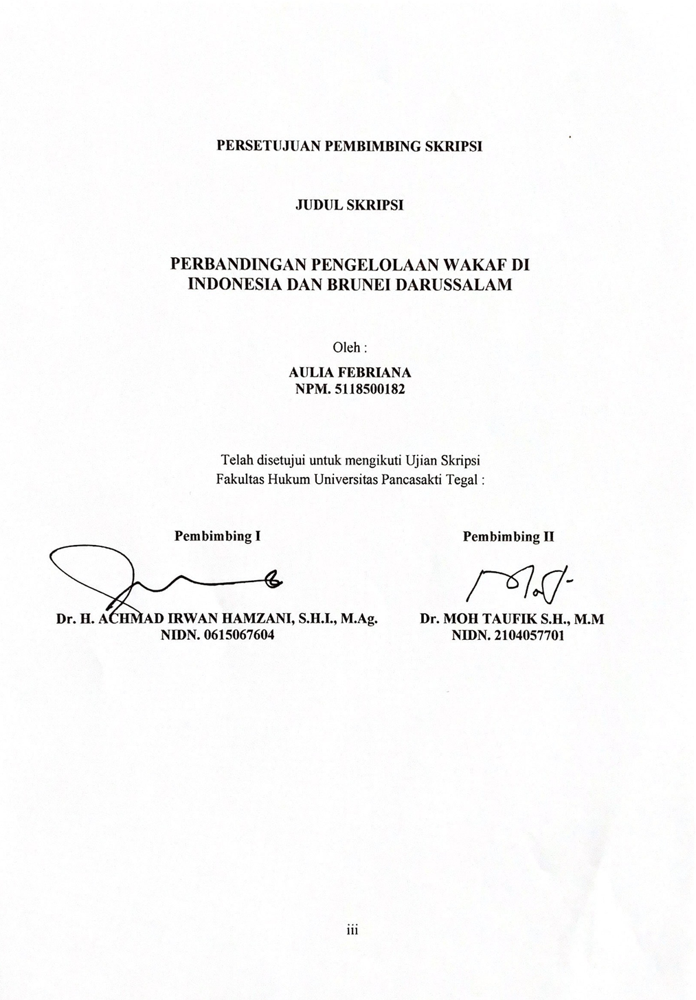 PERSETUJUAN PEMBIMBING SKRIPSI
JUDUL SKRIPSI
PERBANDINGAN PENGELOLAAN WAKAF DI
INDONESIA DAN BRUNEI DARUSSALAM
Oleh :
AULIA FEBRIANA
NPM. 5118500182
Telah disetujui untuk mengikuti Ujian Skripsi
Fakultas Hukum Universitas Pancasakti Tegal :
Pembimbing I
Pembimbing II
Dr. H. ACHMAD IRWAN HAMZANI, S.H.I., M.Ag.
Dr. MOH TAUFIK S.H., M.M
NIDN. 0615067604
NIDN. 2104057701
iii